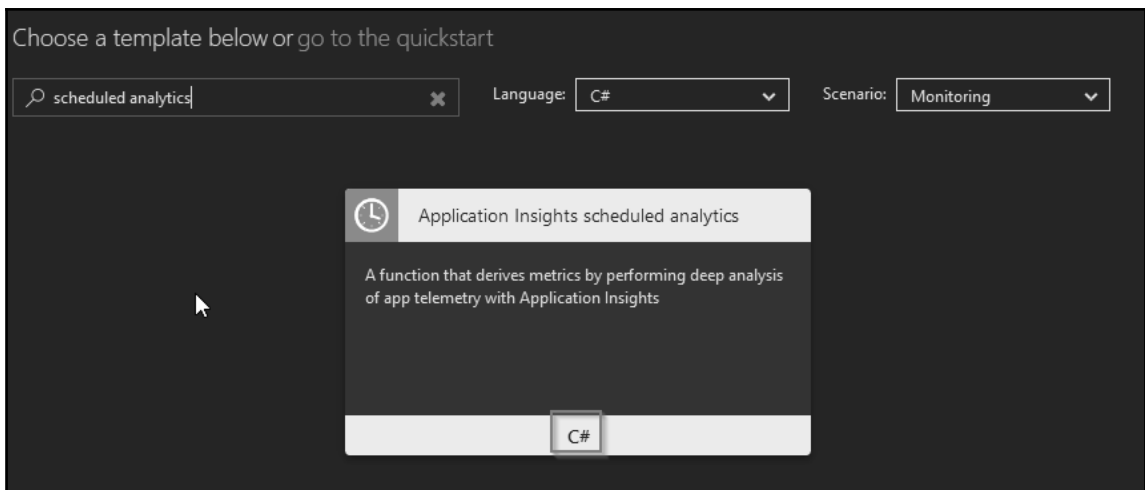 Choose a template below or go to the quickstart
scheduled analytics
Language: C#
Scenario: Monitoring
Application Insights scheduled analytics
A function that derives metrics by performing deep analysis
of app telemetry with Application Insights
C#